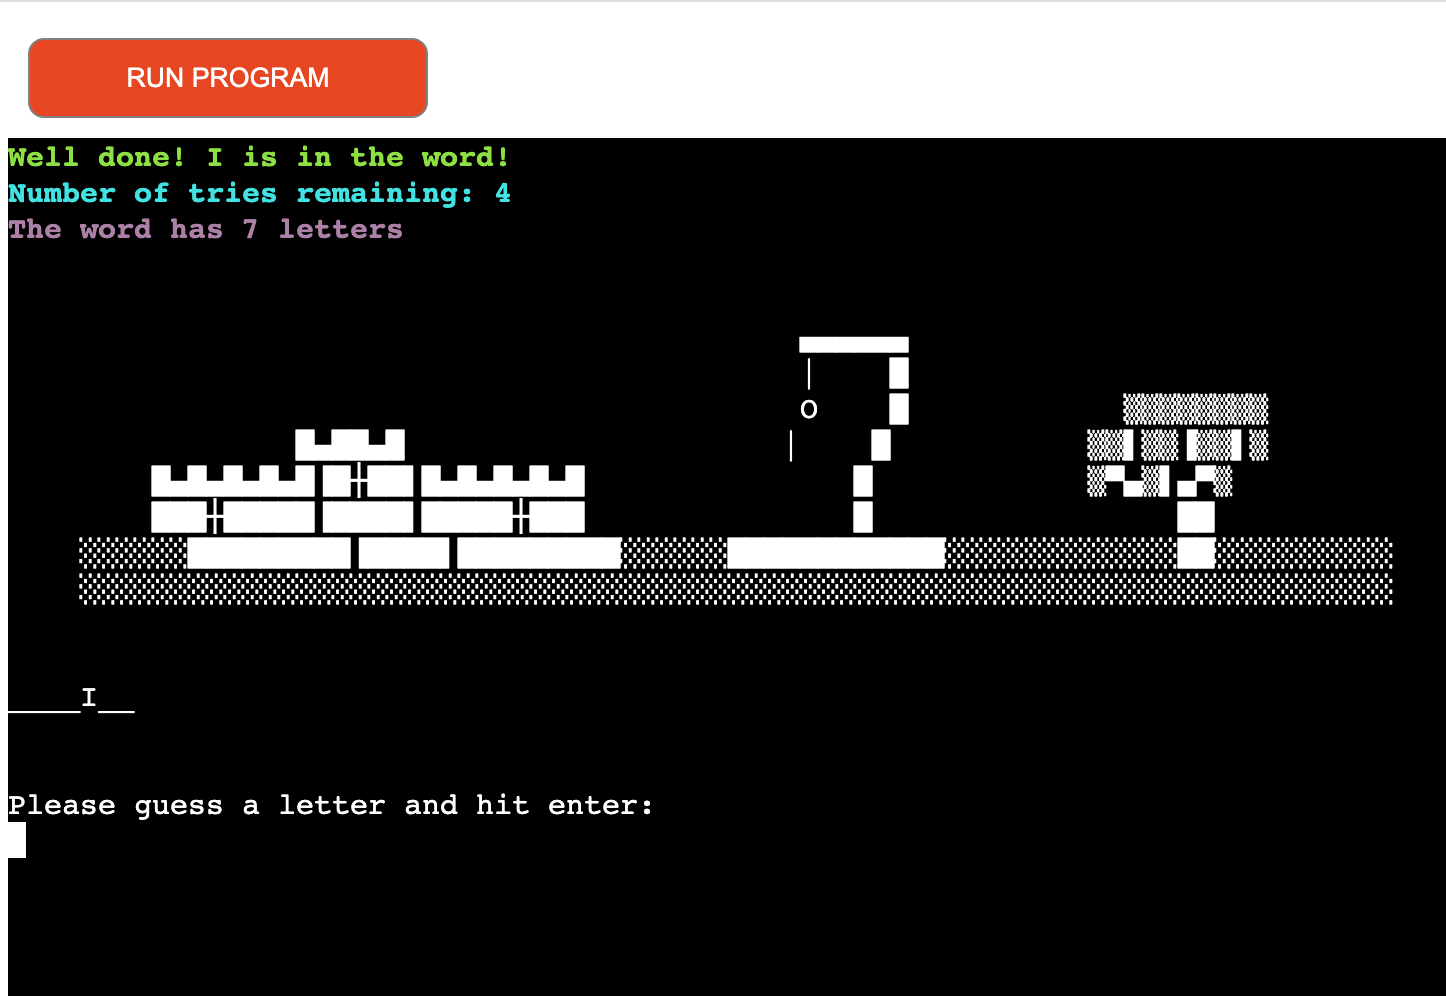 RUN PROGRAM
Well done! I is in the word!
Number of tries remaining: 4
The word has 7 letters
____I__
Please guess a letter and hit enter: